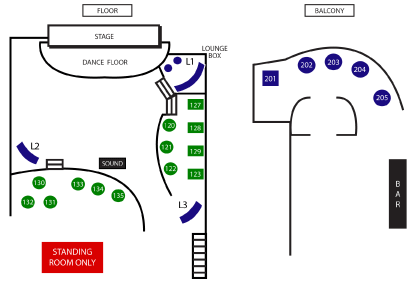 FLOOR
BALCONY
STAGE
DANCE FLOOR
LOUNGE
BOX
L1
127
120
128
121
129
122
123
L2
SOUND
130
133
134
135
132
131
L3
STANDING
ROOM ONLY
201
202
203
204
205
BAR